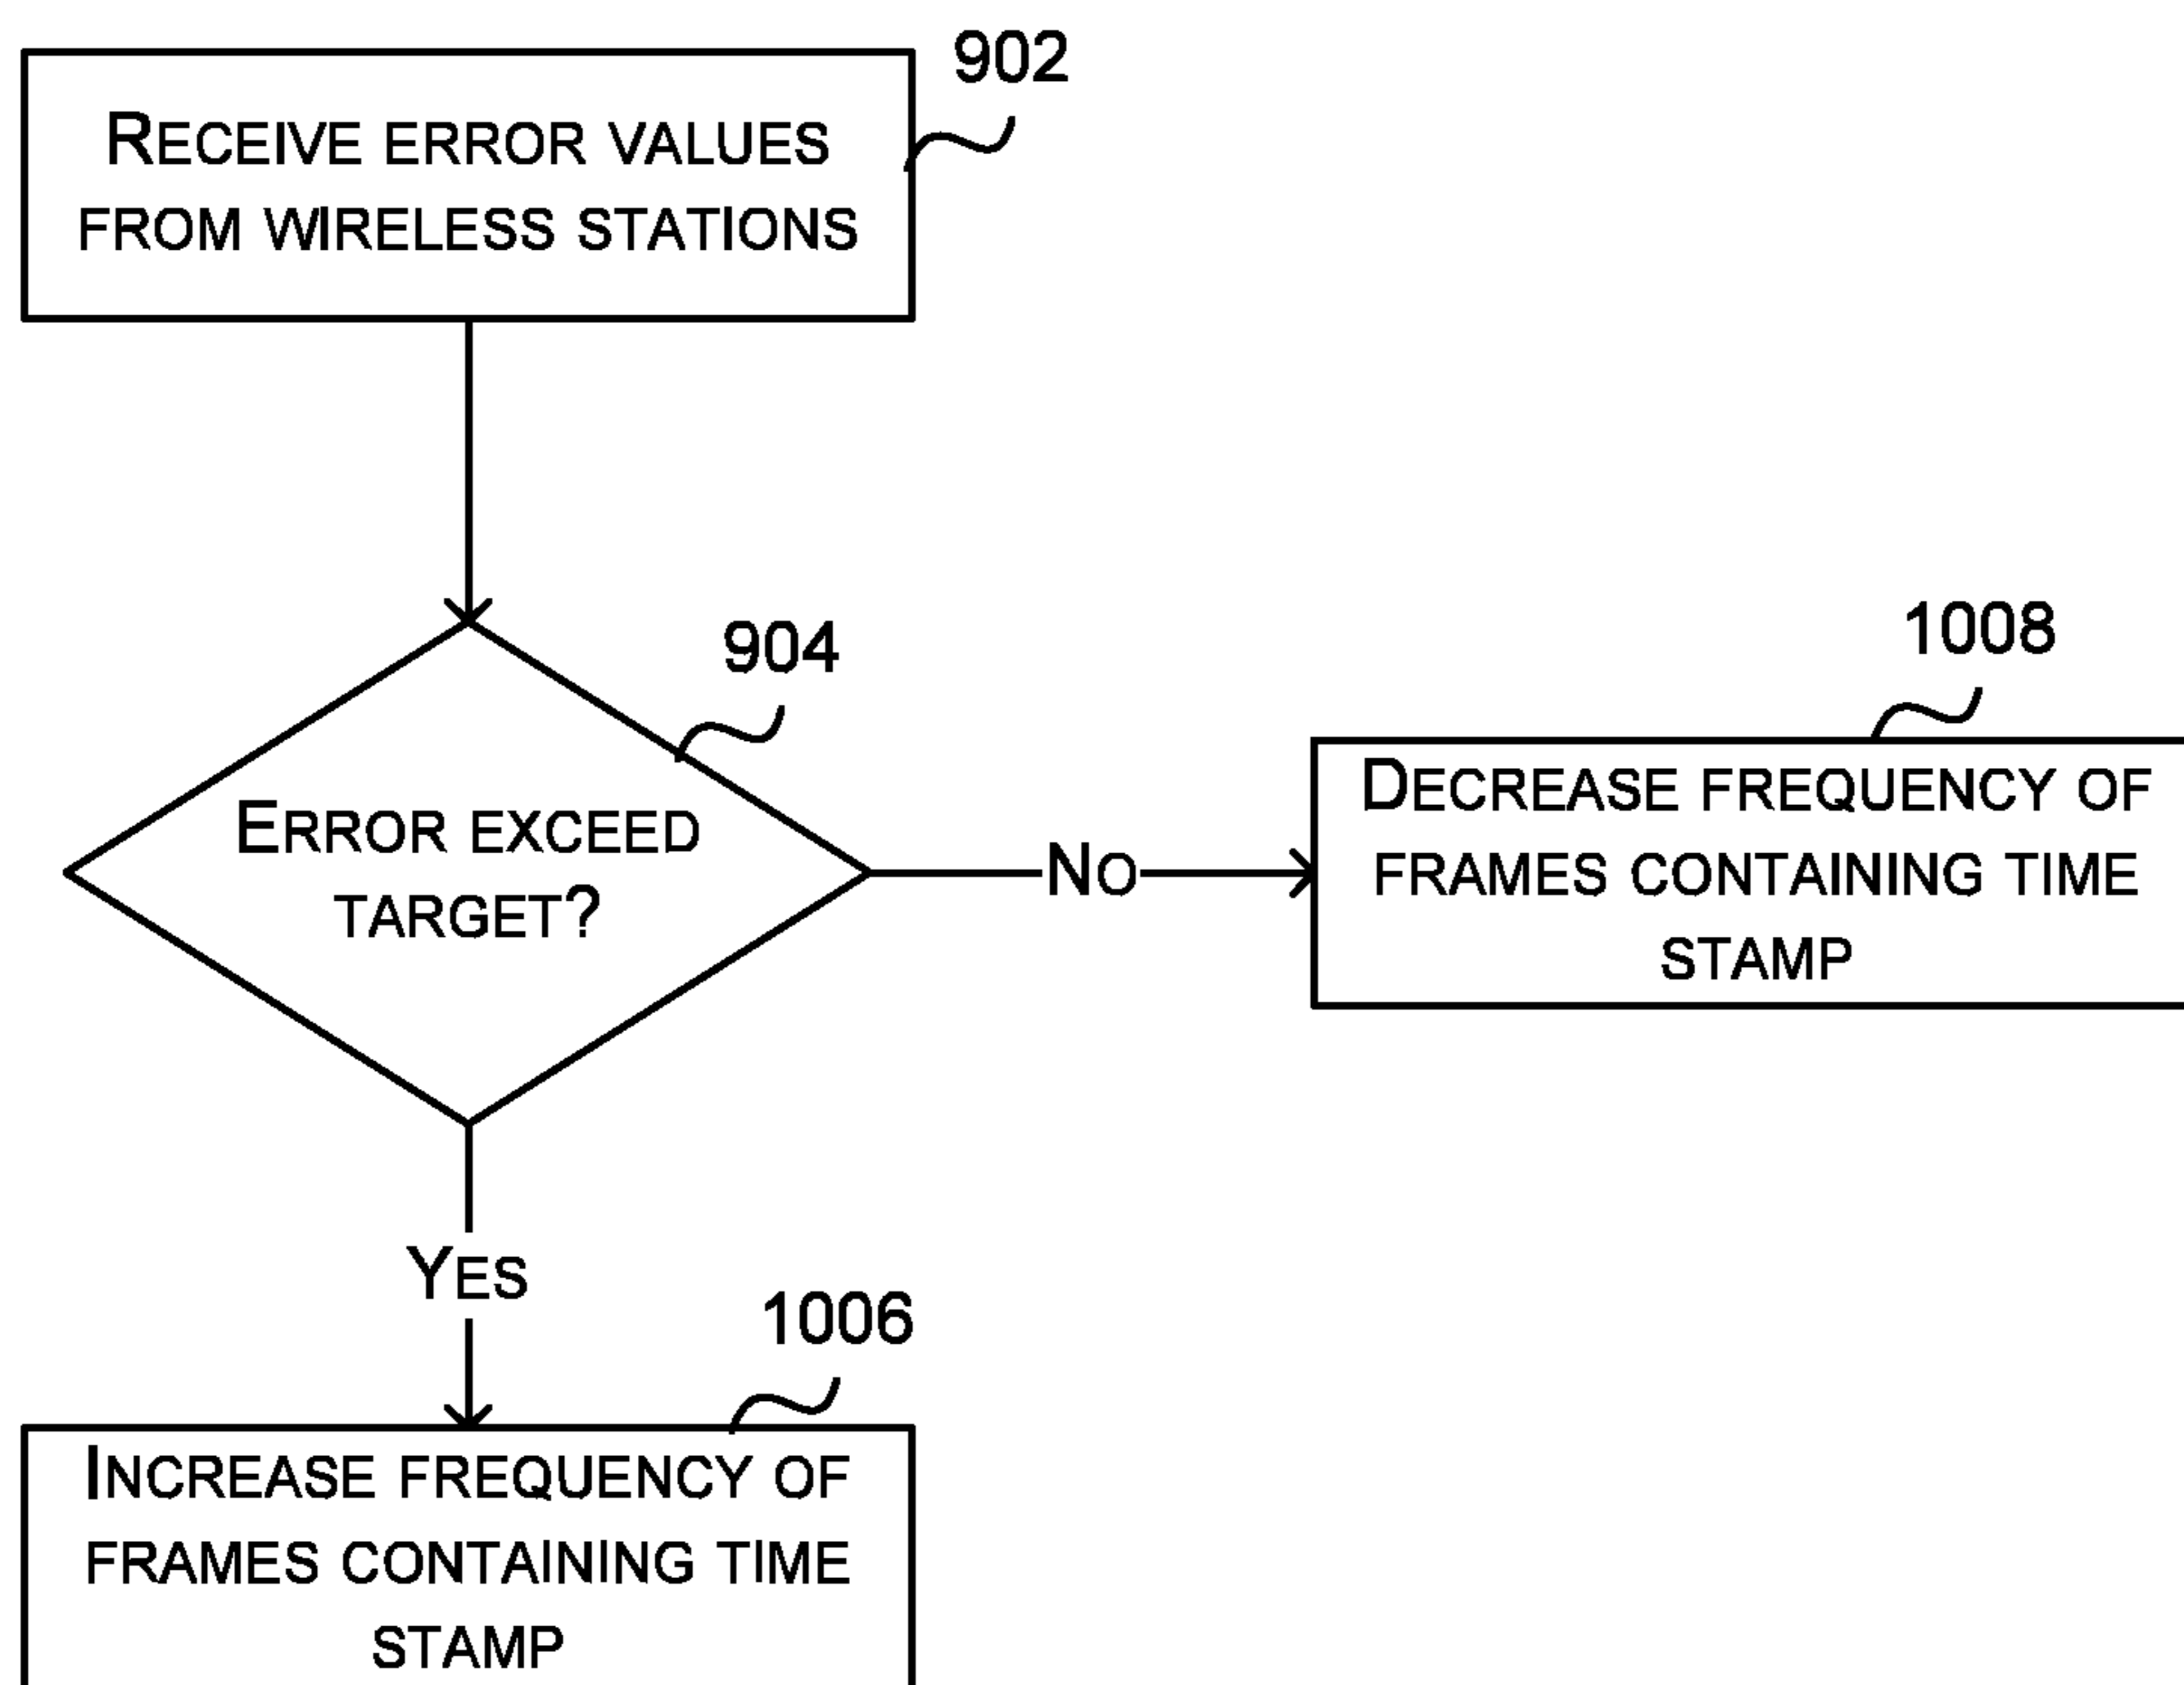 902
RECEIVE ERROR VALUES
FROM WIRELESS STATIONS
904
ERROR EXCEED
TARGET?
NO
1008
DECREASE FREQUENCY OF
FRAMES CONTAINING TIME
STAMP
YES
1006
INCREASE FREQUENCY OF
FRAMES CONTAINING TIME
STAMP